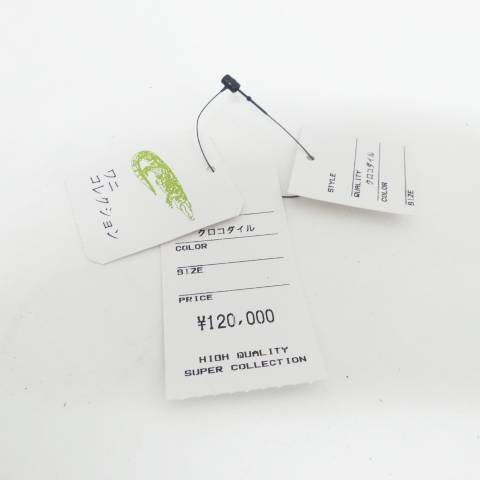 ワニ
コレクション
クロコダイル
COLOR
SIZE
PRICE
¥120,000
HIGH QUALITY
SUPER COLLECTION
STYLE
QUALITY
クロコダイル
COLOR
SIZE